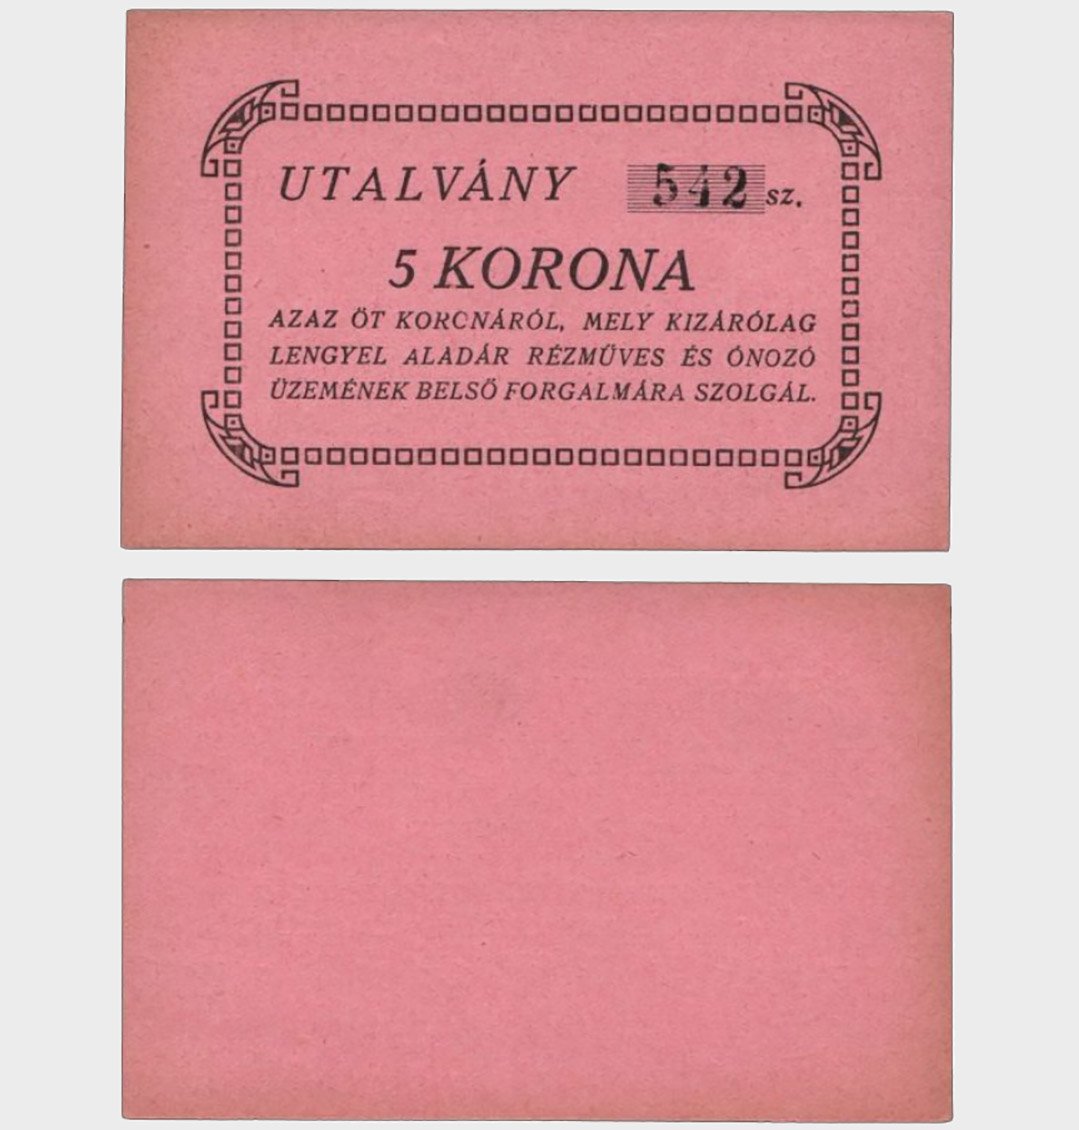 UTALVÁNY 542 sz.
5 KORONA
AZAZ ÖT KORCNÁRÓL, MELY KIZÁRÓLAG
LENGYEL ALADÁR RÉZMŰVES ÉS ÓNOZÓ
ÜZEMÉNEK BELSŐ FORGALMÁRA SZOLGÁL.